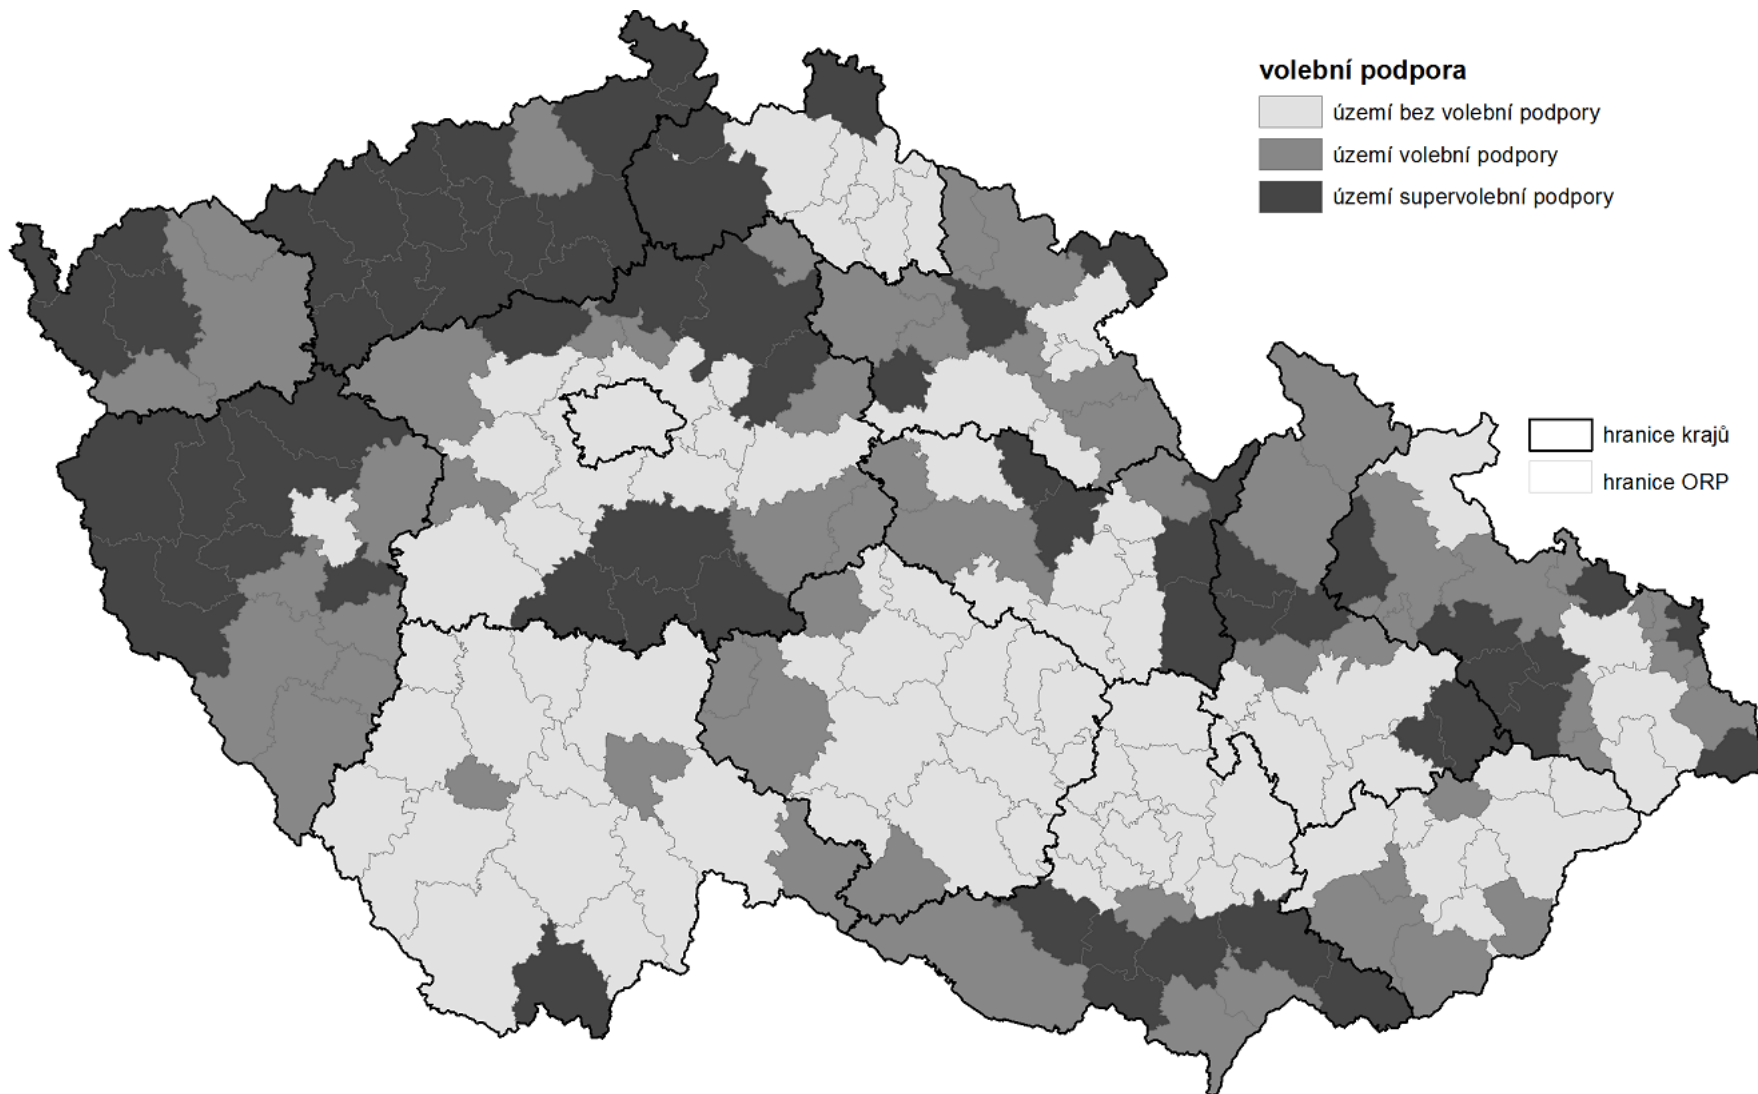 volební podpora
území bez volební podpory
území volební podpory
území supervolební podpory
hranice krajů
hranice ORP